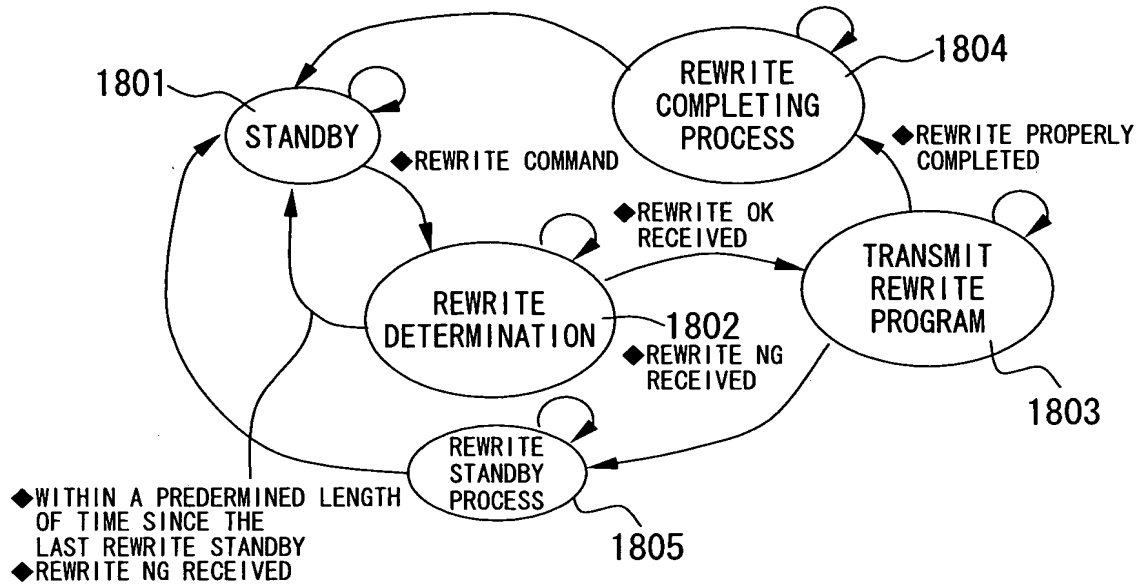 1801
STANDBY
REWRITE
COMPLETING
PROCESS
1804
◆REWRITE COMMAND
◆REWRITE PROPERLY
COMPLETED
◆REWRITE OK
RECEIVED
REWRITE
DETERMINATION
1802
TRANSMIT
REWRITE
PROGRAM
1803
◆REWRITE NG
RECEIVED
REWRITE
STANDBY
PROCESS
1805
◆WITHIN A PREDERMINED LENGTH
OF TIME SINCE THE
LAST REWRITE STANDBY
◆REWRITE NG RECEIVED